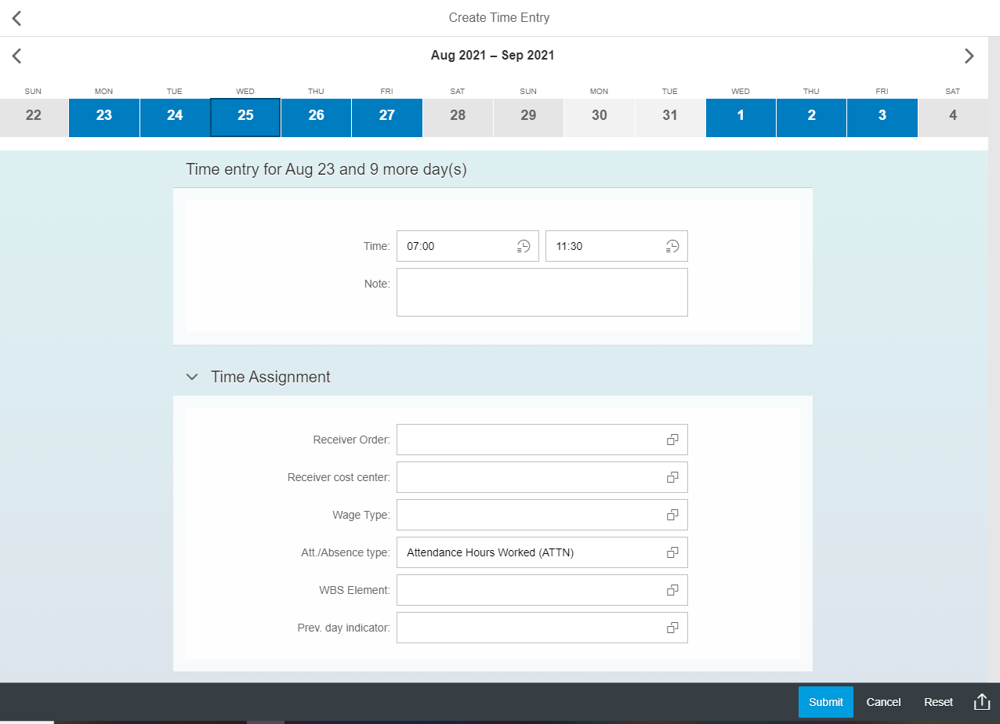 Create Time Entry
Aug 2021 – Sep 2021
SUN MON TUE WED THU FRI SAT SUN MON TUE WED THU FRI SAT
22 23 24 25 26 27 28 29 30 31 1 2 3 4
Time entry for Aug 23 and 9 more day(s)
Time: 07:00 11:30
Note:
Time Assignment
Receiver Order:
Receiver cost center:
Wage Type:
Att./Absence type: Attendance Hours Worked (ATTN)
WBS Element:
Prev. day indicator:
Submit Cancel Reset